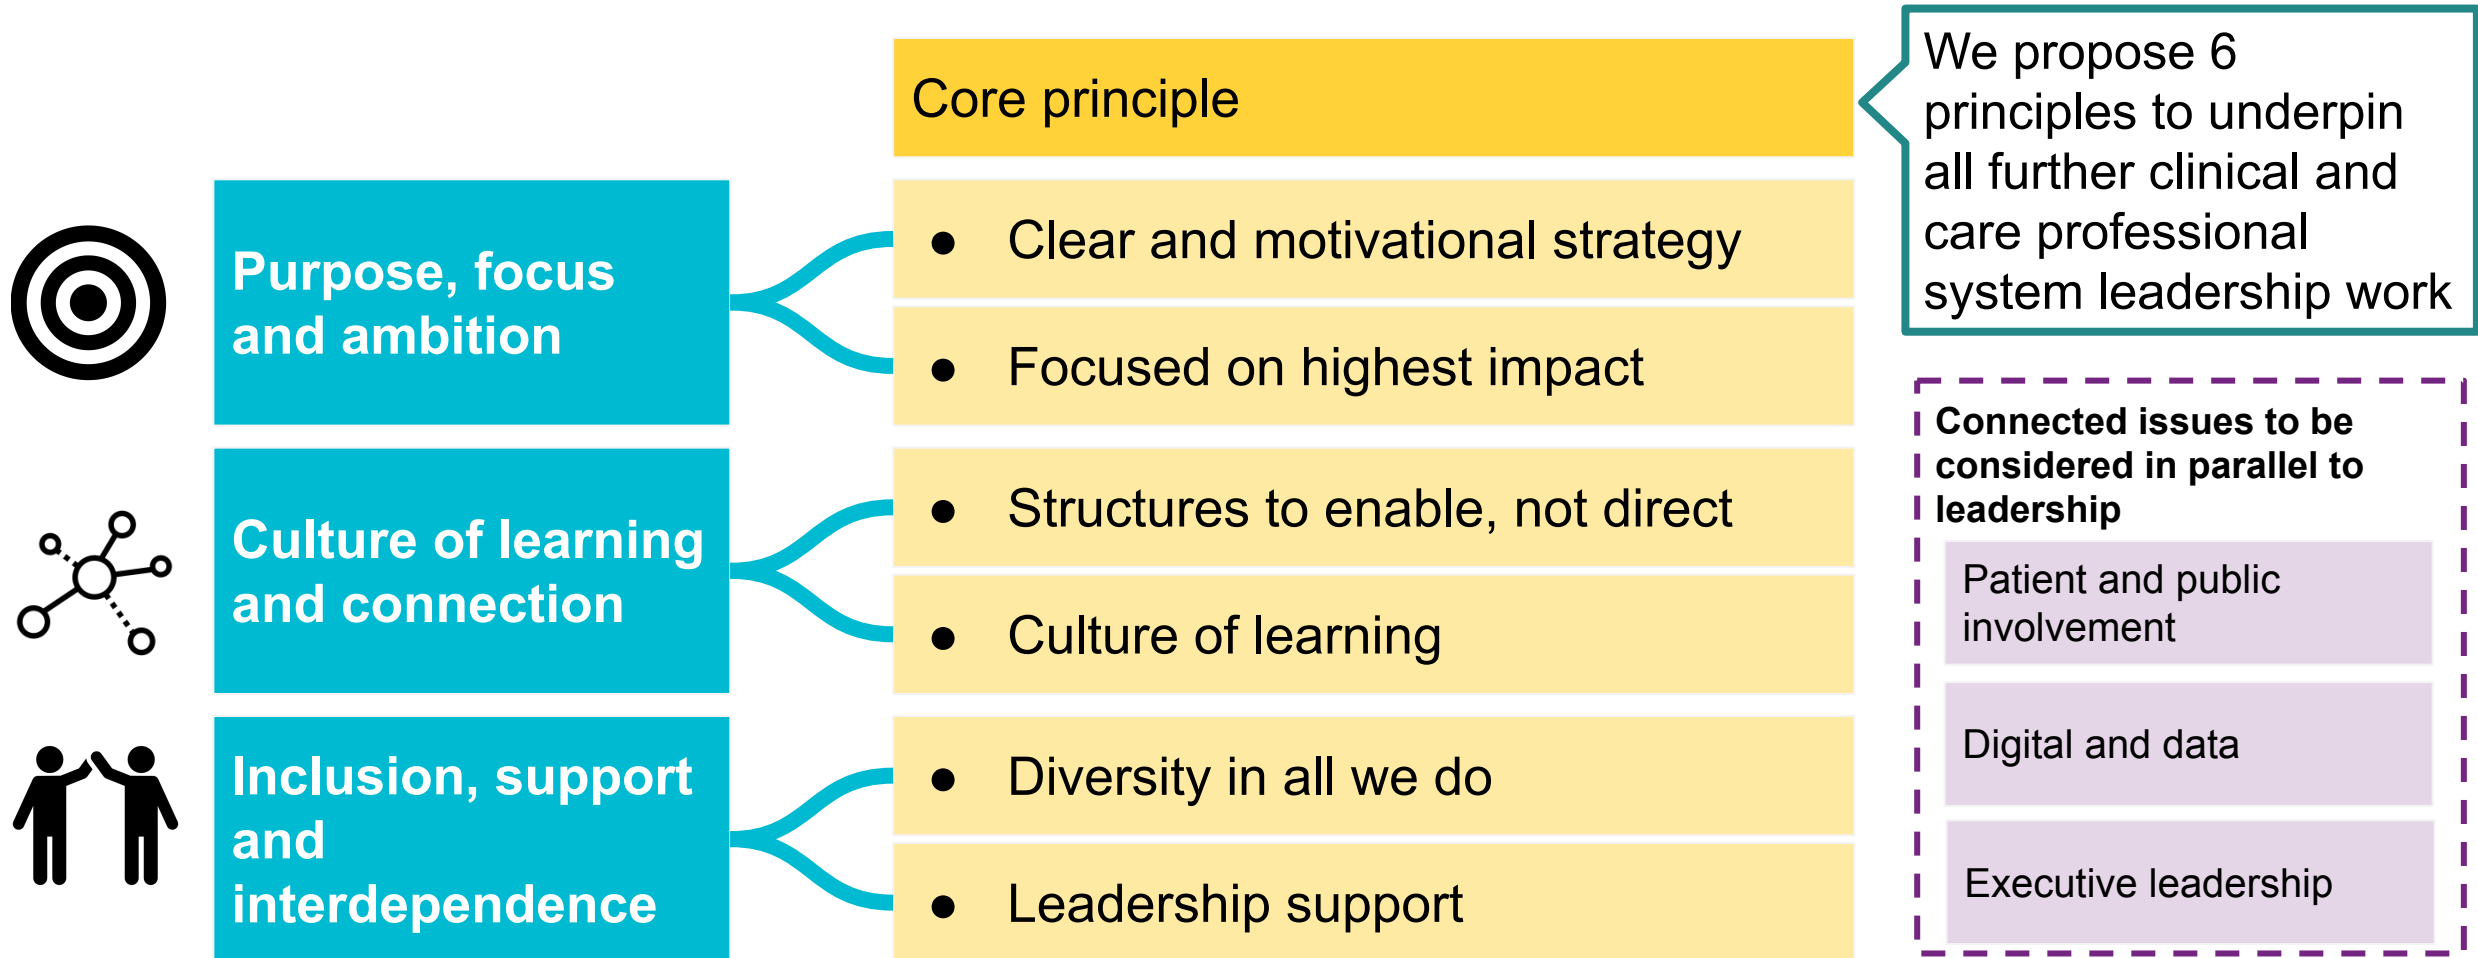 Core principle
Purpose, focus
and ambition
● Clear and motivational strategy
● Focused on highest impact
Culture of learning
and connection
● Structures to enable, not direct
● Culture of learning
Inclusion, support
and
interdependence
● Diversity in all we do
● Leadership support
We propose 6
principles to underpin
all further clinical and
care professional
system leadership work
Connected issues to be
considered in parallel to
leadership
Patient and public
involvement
Digital and data
Executive leadership